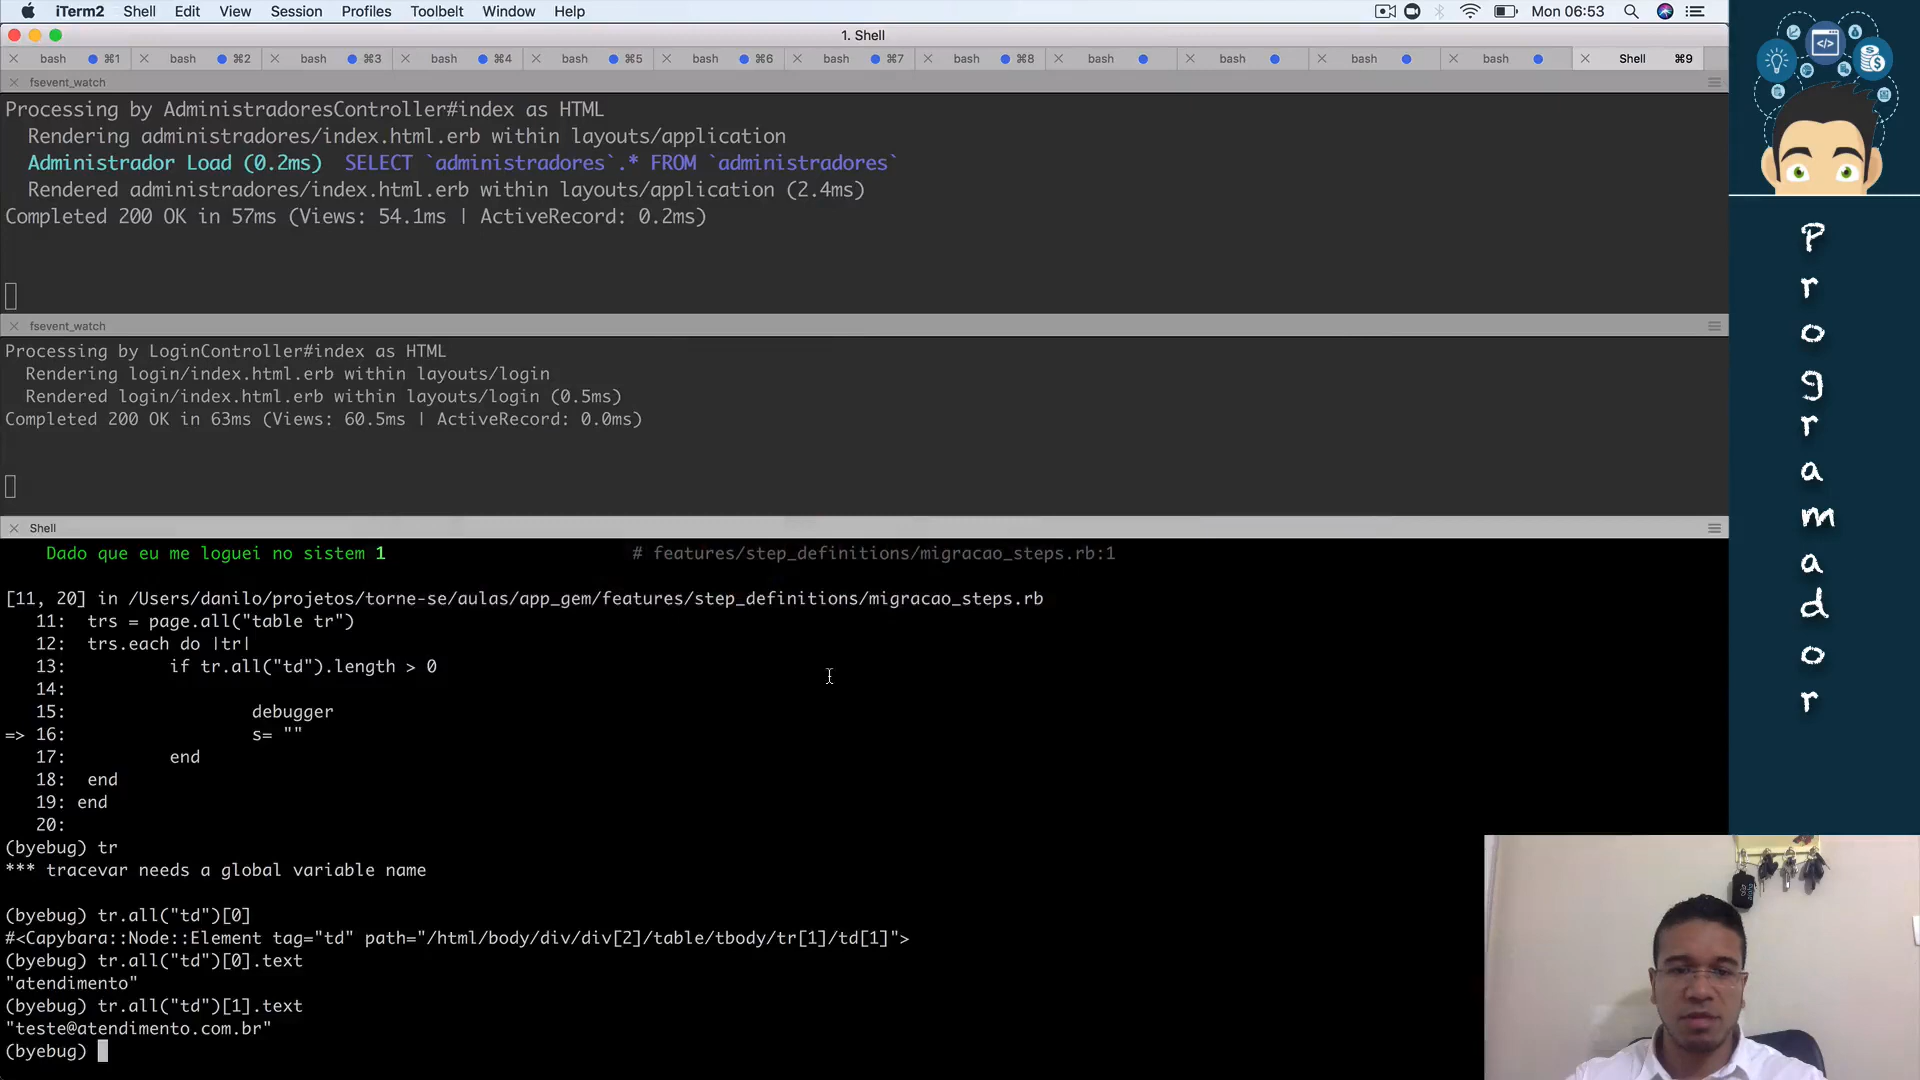 iTerm2 Shell Edit View Session Profiles Toolbelt Window Help Mon 06:53
1. Shell
bash ⌘1 bash ⌘2 bash ⌘3 bash ⌘4 bash ⌘5 bash ⌘6 bash ⌘7 bash ⌘8 bash bash bash bash Shell ⌘9
fsevent_watch
Processing by AdministradoresController#index as HTML
  Rendering administradores/index.html.erb within layouts/application
  Administrador Load (0.2ms)  SELECT `administradores`.* FROM `administradores`
  Rendered administradores/index.html.erb within layouts/application (2.4ms)
Completed 200 OK in 57ms (Views: 54.1ms | ActiveRecord: 0.2ms)
fsevent_watch
Processing by LoginController#index as HTML
  Rendering login/index.html.erb within layouts/login
  Rendered login/index.html.erb within layouts/login (0.5ms)
Completed 200 OK in 63ms (Views: 60.5ms | ActiveRecord: 0.0ms)
Shell
    Dado que eu me loguei no sistem 1                        # features/step_definitions/migracao_steps.rb:1
[11, 20] in /Users/danilo/projetos/torne-se/aulas/app_gem/features/step_definitions/migracao_steps.rb
   11:  trs = page.all("table tr")
   12:  trs.each do |tr|
   13:          if tr.all("td").length > 0
   14:
   15:                  debugger
=> 16:                  s= ""
   17:          end
   18:  end
   19: end
   20:
(byebug) tr
*** tracevar needs a global variable name
(byebug) tr.all("td")[0]
#<Capybara::Node::Element tag="td" path="/html/body/div/div[2]/table/tbody/tr[1]/td[1]">
(byebug) tr.all("td")[0].text
"atendimento"
(byebug) tr.all("td")[1].text
"teste@atendimento.com.br"
(byebug)
</>
P
r
o
g
r
a
m
a
d
o
r